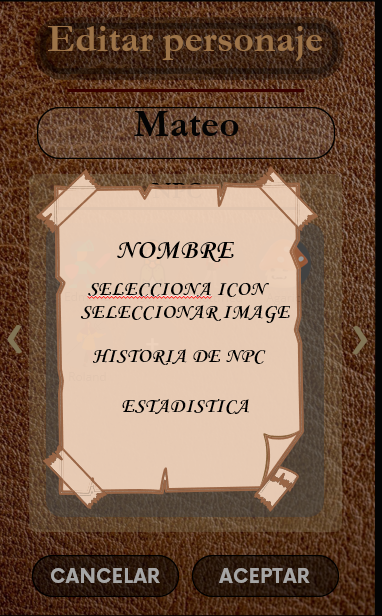 Editar personaje
Mateo
NOMBRE
SELECCIONA ICON
SELECCIONAR IMAGE
HISTORIA DE NPC
ESTADISTICA
CANCELAR
ACEPTAR